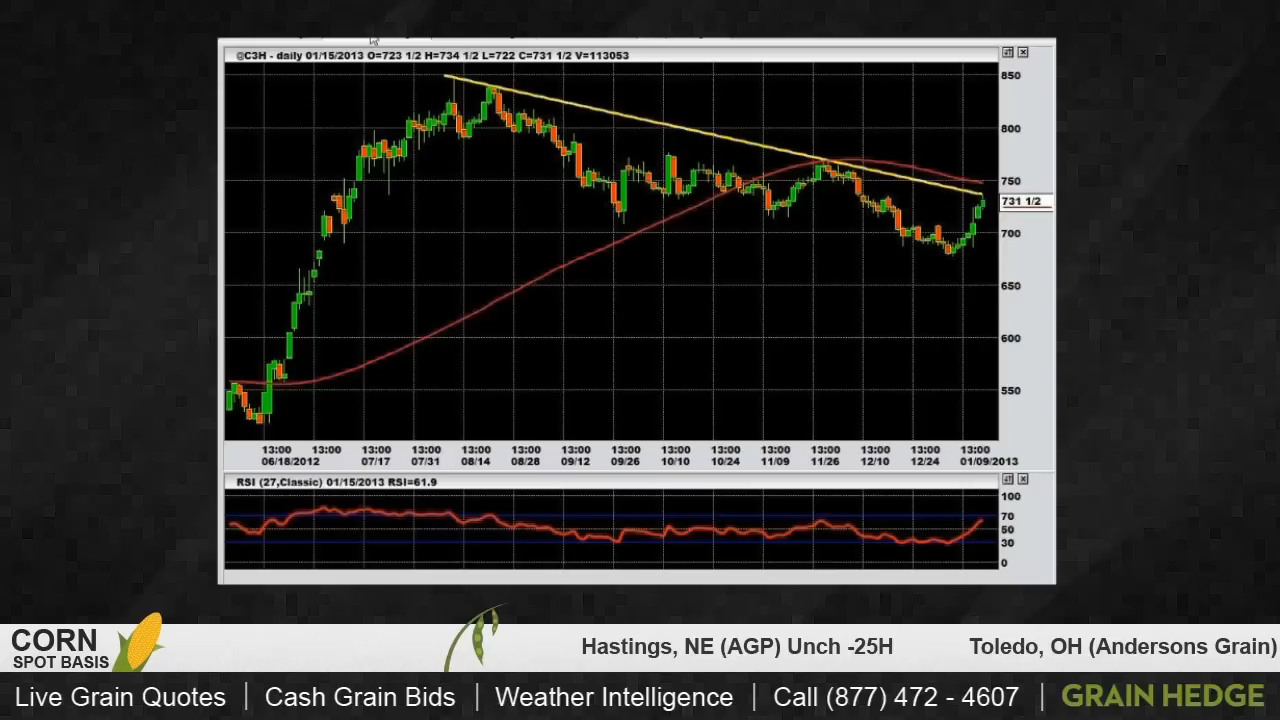 @C3H - daily 01/15/2013 O=723 1/2 H=734 1/2 L=722 C=731 1/2 V=113053
850
800
750
731 1/2
700
650
600
550
13:00 13:00 13:00 13:00 13:00 13:00 13:00 13:00 13:00 13:00 13:00 13:00 13:00 13:00 13:00
06/18/2012 07/17 07/31 08/14 08/28 09/12 09/26 10/10 10/24 11/09 11/26 12/10 12/24 01/09/2013
RSI (27,Classic) 01/15/2013 RSI=61.9
100
70
50
30
0
CORN
SPOT BASIS
Hastings, NE (AGP) Unch -25H
Toledo, OH (Andersons Grain)
Live Grain Quotes | Cash Grain Bids | Weather Intelligence | Call (877) 472 - 4607 | GRAIN HEDGE